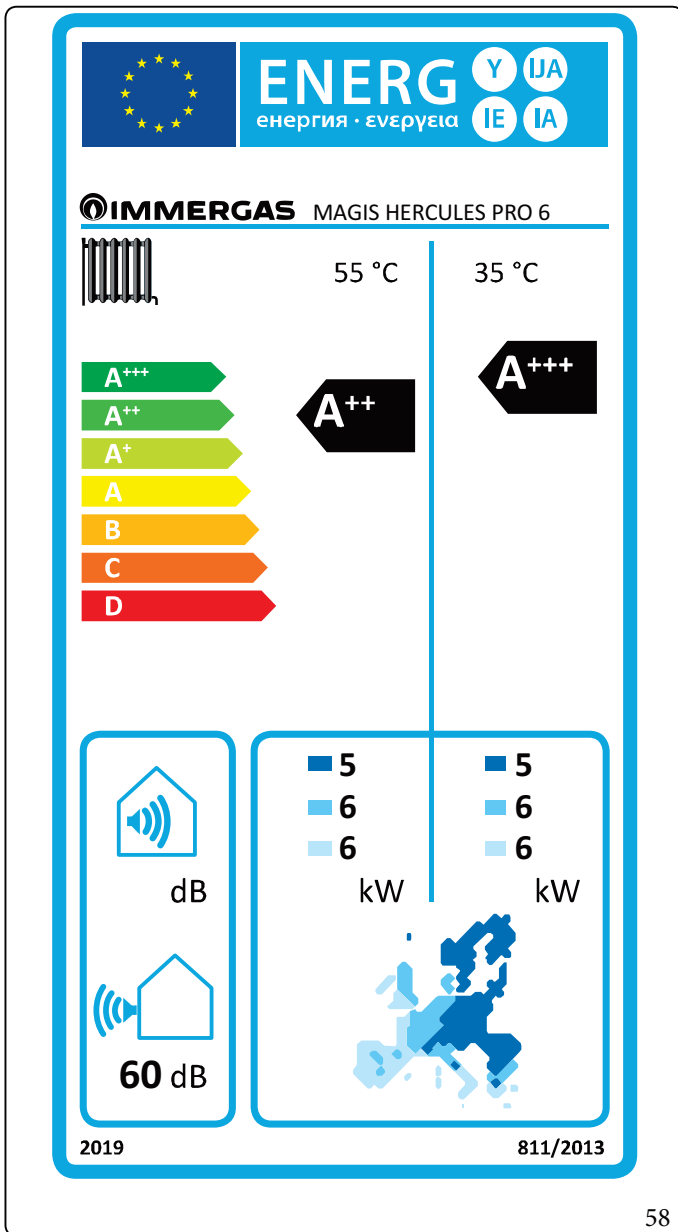 ENERG Y IJA
енергия · ενεργεια IE IA
IMMERGAS MAGIS HERCULES PRO 6
55 °C 35 °C
A+++
A+++
A++
A++
A+
A
B
C
D
5 5
6 6
6 6
dB kW kW
60 dB
2019 811/2013
58